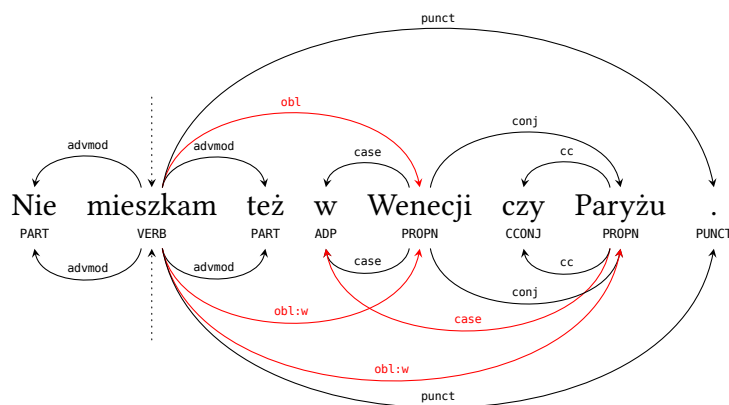 punct
obl
advmod advmod case conj cc
Nie mieszkam też w Wenecji czy Paryżu .
PART VERB PART ADP PROPN CCONJ PROPN PUNCT
advmod advmod case conj cc
obl:w case
obl:w
punct